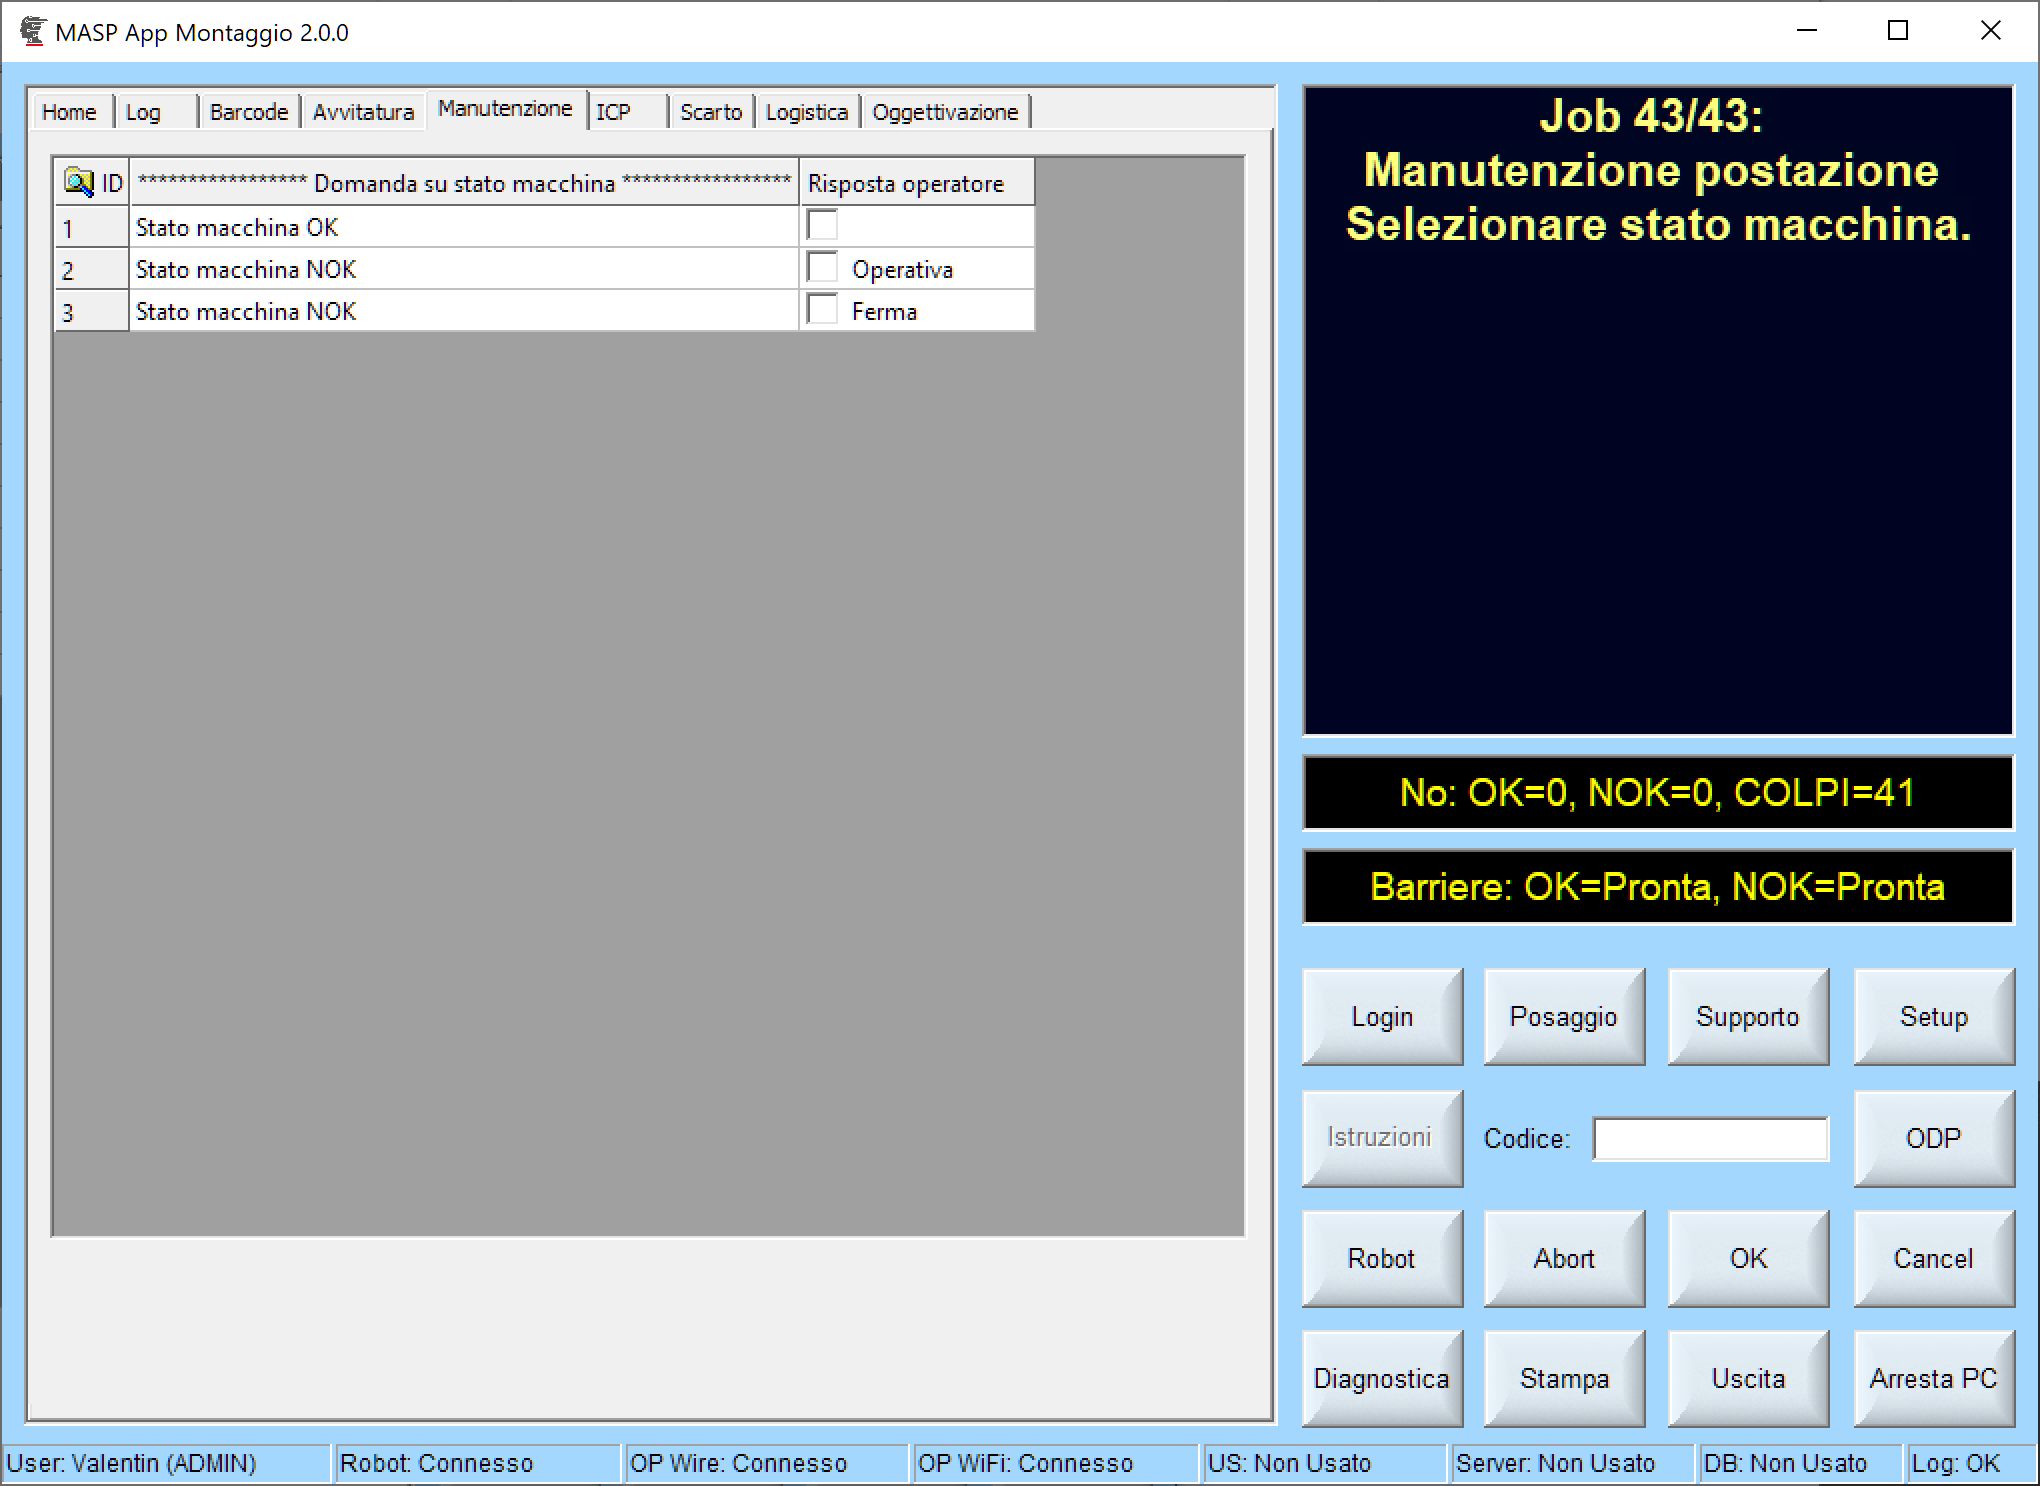 MASP App Montaggio 2.0.0
Home Log Barcode Avvitatura Manutenzione ICP Scarto Logistica Oggettivazione
ID ***************** Domanda su stato macchina ***************** Risposta operatore
1 Stato macchina OK
2 Stato macchina NOK Operativa
3 Stato macchina NOK Ferma
Job 43/43:
Manutenzione postazione
Selezionare stato macchina.
No: OK=0, NOK=0, COLPI=41
Barriere: OK=Pronta, NOK=Pronta
Login Posaggio Supporto Setup
Istruzioni Codice: ODP
Robot Abort OK Cancel
Diagnostica Stampa Uscita Arresta PC
User: Valentin (ADMIN) Robot: Connesso OP Wire: Connesso OP WiFi: Connesso US: Non Usato Server: Non Usato DB: Non Usato Log: OK